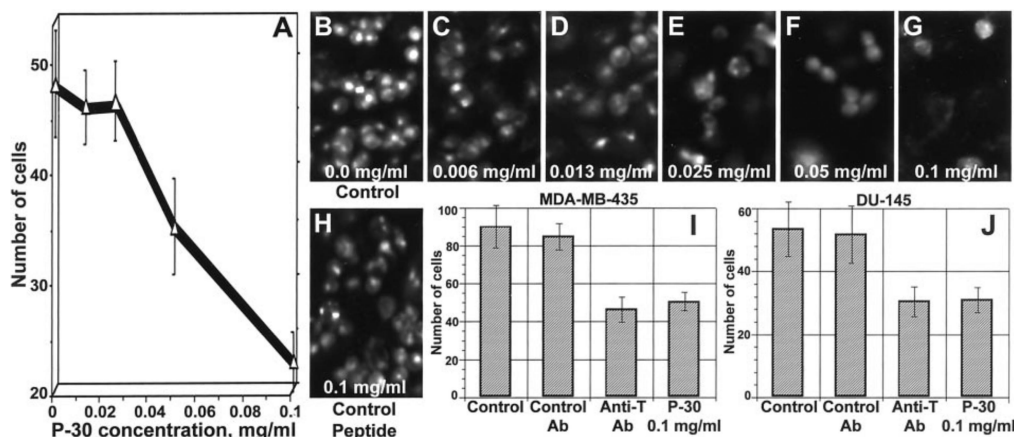 A
50
40
30
20
0
0.02
0.04
0.06
0.08
0.1
Number of cells
P-30 concentration, mg/ml
B
0.0 mg/ml
Control
C
0.006 mg/ml
D
0.013 mg/ml
E
0.025 mg/ml
F
0.05 mg/ml
G
0.1 mg/ml
H
0.1 mg/ml
Control
Peptide
MDA-MB-435
I
100
80
60
40
20
0
Number of cells
Control
Control
Ab
Anti-T
Ab
P-30
0.1 mg/ml
DU-145
J
60
40
20
0
Number of cells
Control
Control
Ab
Anti-T
Ab
P-30
0.1 mg/ml